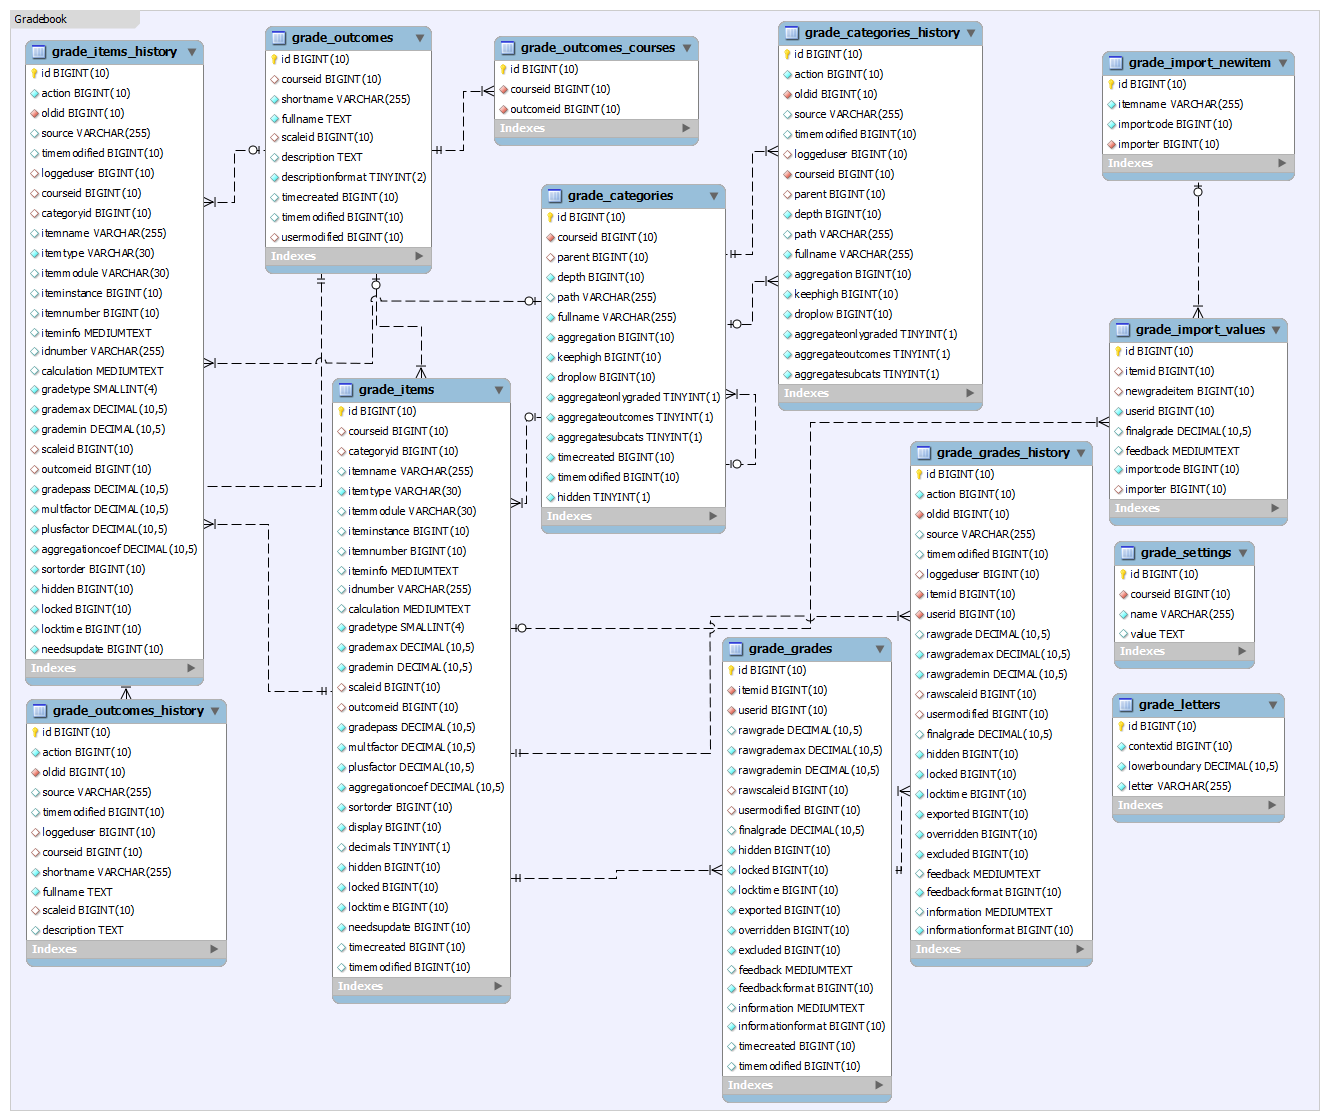 Gradebook
grade_items_history
id BIGINT(10)
action BIGINT(10)
oldid BIGINT(10)
source VARCHAR(255)
timemodified BIGINT(10)
loggeduser BIGINT(10)
courseid BIGINT(10)
categoryid BIGINT(10)
itemname VARCHAR(255)
itemtype VARCHAR(30)
itemmodule VARCHAR(30)
iteminstance BIGINT(10)
itemnumber BIGINT(10)
iteminfo MEDIUMTEXT
idnumber VARCHAR(255)
calculation MEDIUMTEXT
gradetype SMALLINT(4)
grademax DECIMAL(10,5)
grademin DECIMAL(10,5)
scaleid BIGINT(10)
outcomeid BIGINT(10)
gradepass DECIMAL(10,5)
multfactor DECIMAL(10,5)
plusfactor DECIMAL(10,5)
aggregationcoef DECIMAL(10,5)
sortorder BIGINT(10)
hidden BIGINT(10)
locked BIGINT(10)
locktime BIGINT(10)
needsupdate BIGINT(10)
Indexes
grade_outcomes_history
id BIGINT(10)
action BIGINT(10)
oldid BIGINT(10)
source VARCHAR(255)
timemodified BIGINT(10)
loggeduser BIGINT(10)
courseid BIGINT(10)
shortname VARCHAR(255)
fullname TEXT
scaleid BIGINT(10)
description TEXT
Indexes
grade_outcomes
id BIGINT(10)
courseid BIGINT(10)
shortname VARCHAR(255)
fullname TEXT
scaleid BIGINT(10)
description TEXT
descriptionformat TINYINT(2)
timecreated BIGINT(10)
timemodified BIGINT(10)
usermodified BIGINT(10)
Indexes
grade_items
id BIGINT(10)
courseid BIGINT(10)
categoryid BIGINT(10)
itemname VARCHAR(255)
itemtype VARCHAR(30)
itemmodule VARCHAR(30)
iteminstance BIGINT(10)
itemnumber BIGINT(10)
iteminfo MEDIUMTEXT
idnumber VARCHAR(255)
calculation MEDIUMTEXT
gradetype SMALLINT(4)
grademax DECIMAL(10,5)
grademin DECIMAL(10,5)
scaleid BIGINT(10)
outcomeid BIGINT(10)
gradepass DECIMAL(10,5)
multfactor DECIMAL(10,5)
plusfactor DECIMAL(10,5)
aggregationcoef DECIMAL(10,5)
sortorder BIGINT(10)
display BIGINT(10)
decimals TINYINT(1)
hidden BIGINT(10)
locked BIGINT(10)
locktime BIGINT(10)
needsupdate BIGINT(10)
timecreated BIGINT(10)
timemodified BIGINT(10)
Indexes
grade_outcomes_courses
id BIGINT(10)
courseid BIGINT(10)
outcomeid BIGINT(10)
Indexes
grade_categories
id BIGINT(10)
courseid BIGINT(10)
parent BIGINT(10)
depth BIGINT(10)
path VARCHAR(255)
fullname VARCHAR(255)
aggregation BIGINT(10)
keephigh BIGINT(10)
droplow BIGINT(10)
aggregateonlygraded TINYINT(1)
aggregateoutcomes TINYINT(1)
aggregatesubcats TINYINT(1)
timecreated BIGINT(10)
timemodified BIGINT(10)
hidden TINYINT(1)
Indexes
grade_categories_history
id BIGINT(10)
action BIGINT(10)
oldid BIGINT(10)
source VARCHAR(255)
timemodified BIGINT(10)
loggeduser BIGINT(10)
courseid BIGINT(10)
parent BIGINT(10)
depth BIGINT(10)
path VARCHAR(255)
fullname VARCHAR(255)
aggregation BIGINT(10)
keephigh BIGINT(10)
droplow BIGINT(10)
aggregateonlygraded TINYINT(1)
aggregateoutcomes TINYINT(1)
aggregatesubcats TINYINT(1)
Indexes
grade_grades
id BIGINT(10)
itemid BIGINT(10)
userid BIGINT(10)
rawgrade DECIMAL(10,5)
rawgrademax DECIMAL(10,5)
rawgrademin DECIMAL(10,5)
rawscaleid BIGINT(10)
usermodified BIGINT(10)
finalgrade DECIMAL(10,5)
hidden BIGINT(10)
locked BIGINT(10)
locktime BIGINT(10)
exported BIGINT(10)
overridden BIGINT(10)
excluded BIGINT(10)
feedback MEDIUMTEXT
feedbackformat BIGINT(10)
information MEDIUMTEXT
informationformat BIGINT(10)
timecreated BIGINT(10)
timemodified BIGINT(10)
Indexes
grade_grades_history
id BIGINT(10)
action BIGINT(10)
oldid BIGINT(10)
source VARCHAR(255)
timemodified BIGINT(10)
loggeduser BIGINT(10)
itemid BIGINT(10)
userid BIGINT(10)
rawgrade DECIMAL(10,5)
rawgrademax DECIMAL(10,5)
rawgrademin DECIMAL(10,5)
rawscaleid BIGINT(10)
usermodified BIGINT(10)
finalgrade DECIMAL(10,5)
hidden BIGINT(10)
locked BIGINT(10)
locktime BIGINT(10)
exported BIGINT(10)
overridden BIGINT(10)
excluded BIGINT(10)
feedback MEDIUMTEXT
feedbackformat BIGINT(10)
information MEDIUMTEXT
informationformat BIGINT(10)
Indexes
grade_import_newitem
id BIGINT(10)
itemname VARCHAR(255)
importcode BIGINT(10)
importer BIGINT(10)
Indexes
grade_import_values
id BIGINT(10)
itemid BIGINT(10)
newgradeitem BIGINT(10)
userid BIGINT(10)
finalgrade DECIMAL(10,5)
feedback MEDIUMTEXT
importcode BIGINT(10)
importer BIGINT(10)
Indexes
grade_settings
id BIGINT(10)
courseid BIGINT(10)
name VARCHAR(255)
value TEXT
Indexes
grade_letters
id BIGINT(10)
contextid BIGINT(10)
lowerboundary DECIMAL(10,5)
letter VARCHAR(255)
Indexes